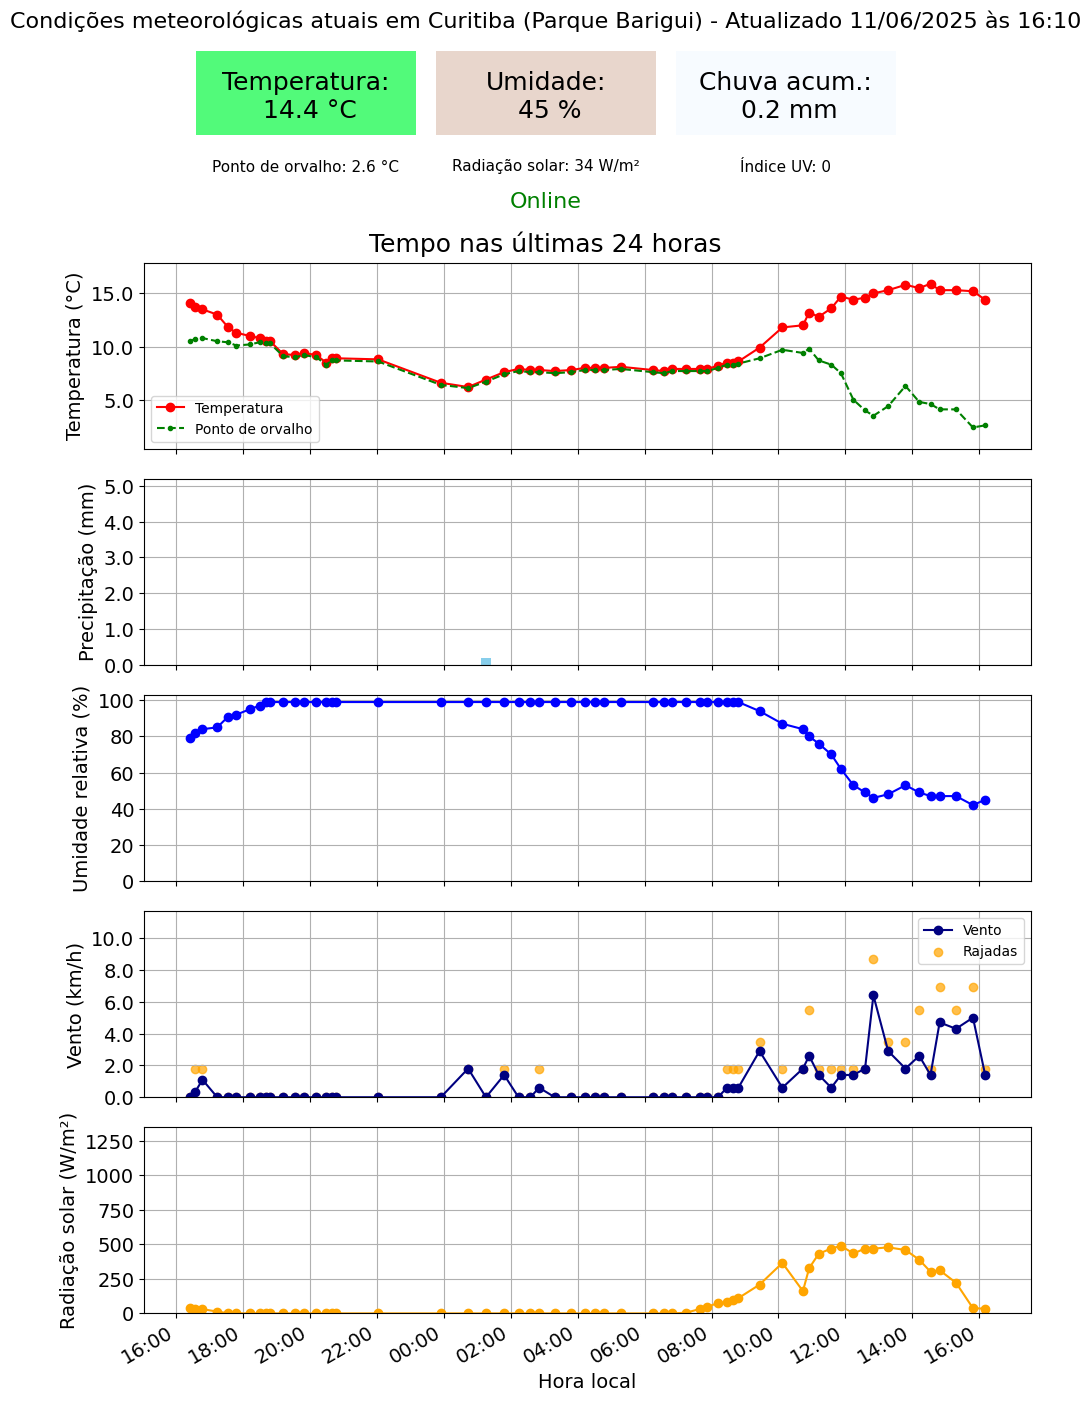 Condições meteorológicas atuais em Curitiba (Parque Barigui) - Atualizado 11/06/2025 às 16:10
Temperatura:
14.4 °C
Umidade:
45 %
Chuva acum.:
0.2 mm
Ponto de orvalho: 2.6 °C
Radiação solar: 34 W/m²
Índice UV: 0
Online
Tempo nas últimas 24 horas
Temperatura (°C)
15.0
10.0
5.0
Temperatura
Ponto de orvalho
Precipitação (mm)
5.0
4.0
3.0
2.0
1.0
0.0
Umidade relativa (%)
100
80
60
40
20
0
Vento (km/h)
10.0
8.0
6.0
4.0
2.0
0.0
Vento
Rajadas
Radiação solar (W/m²)
1250
1000
750
500
250
0
16:00
18:00
20:00
22:00
00:00
02:00
04:00
06:00
08:00
10:00
12:00
14:00
16:00
Hora local